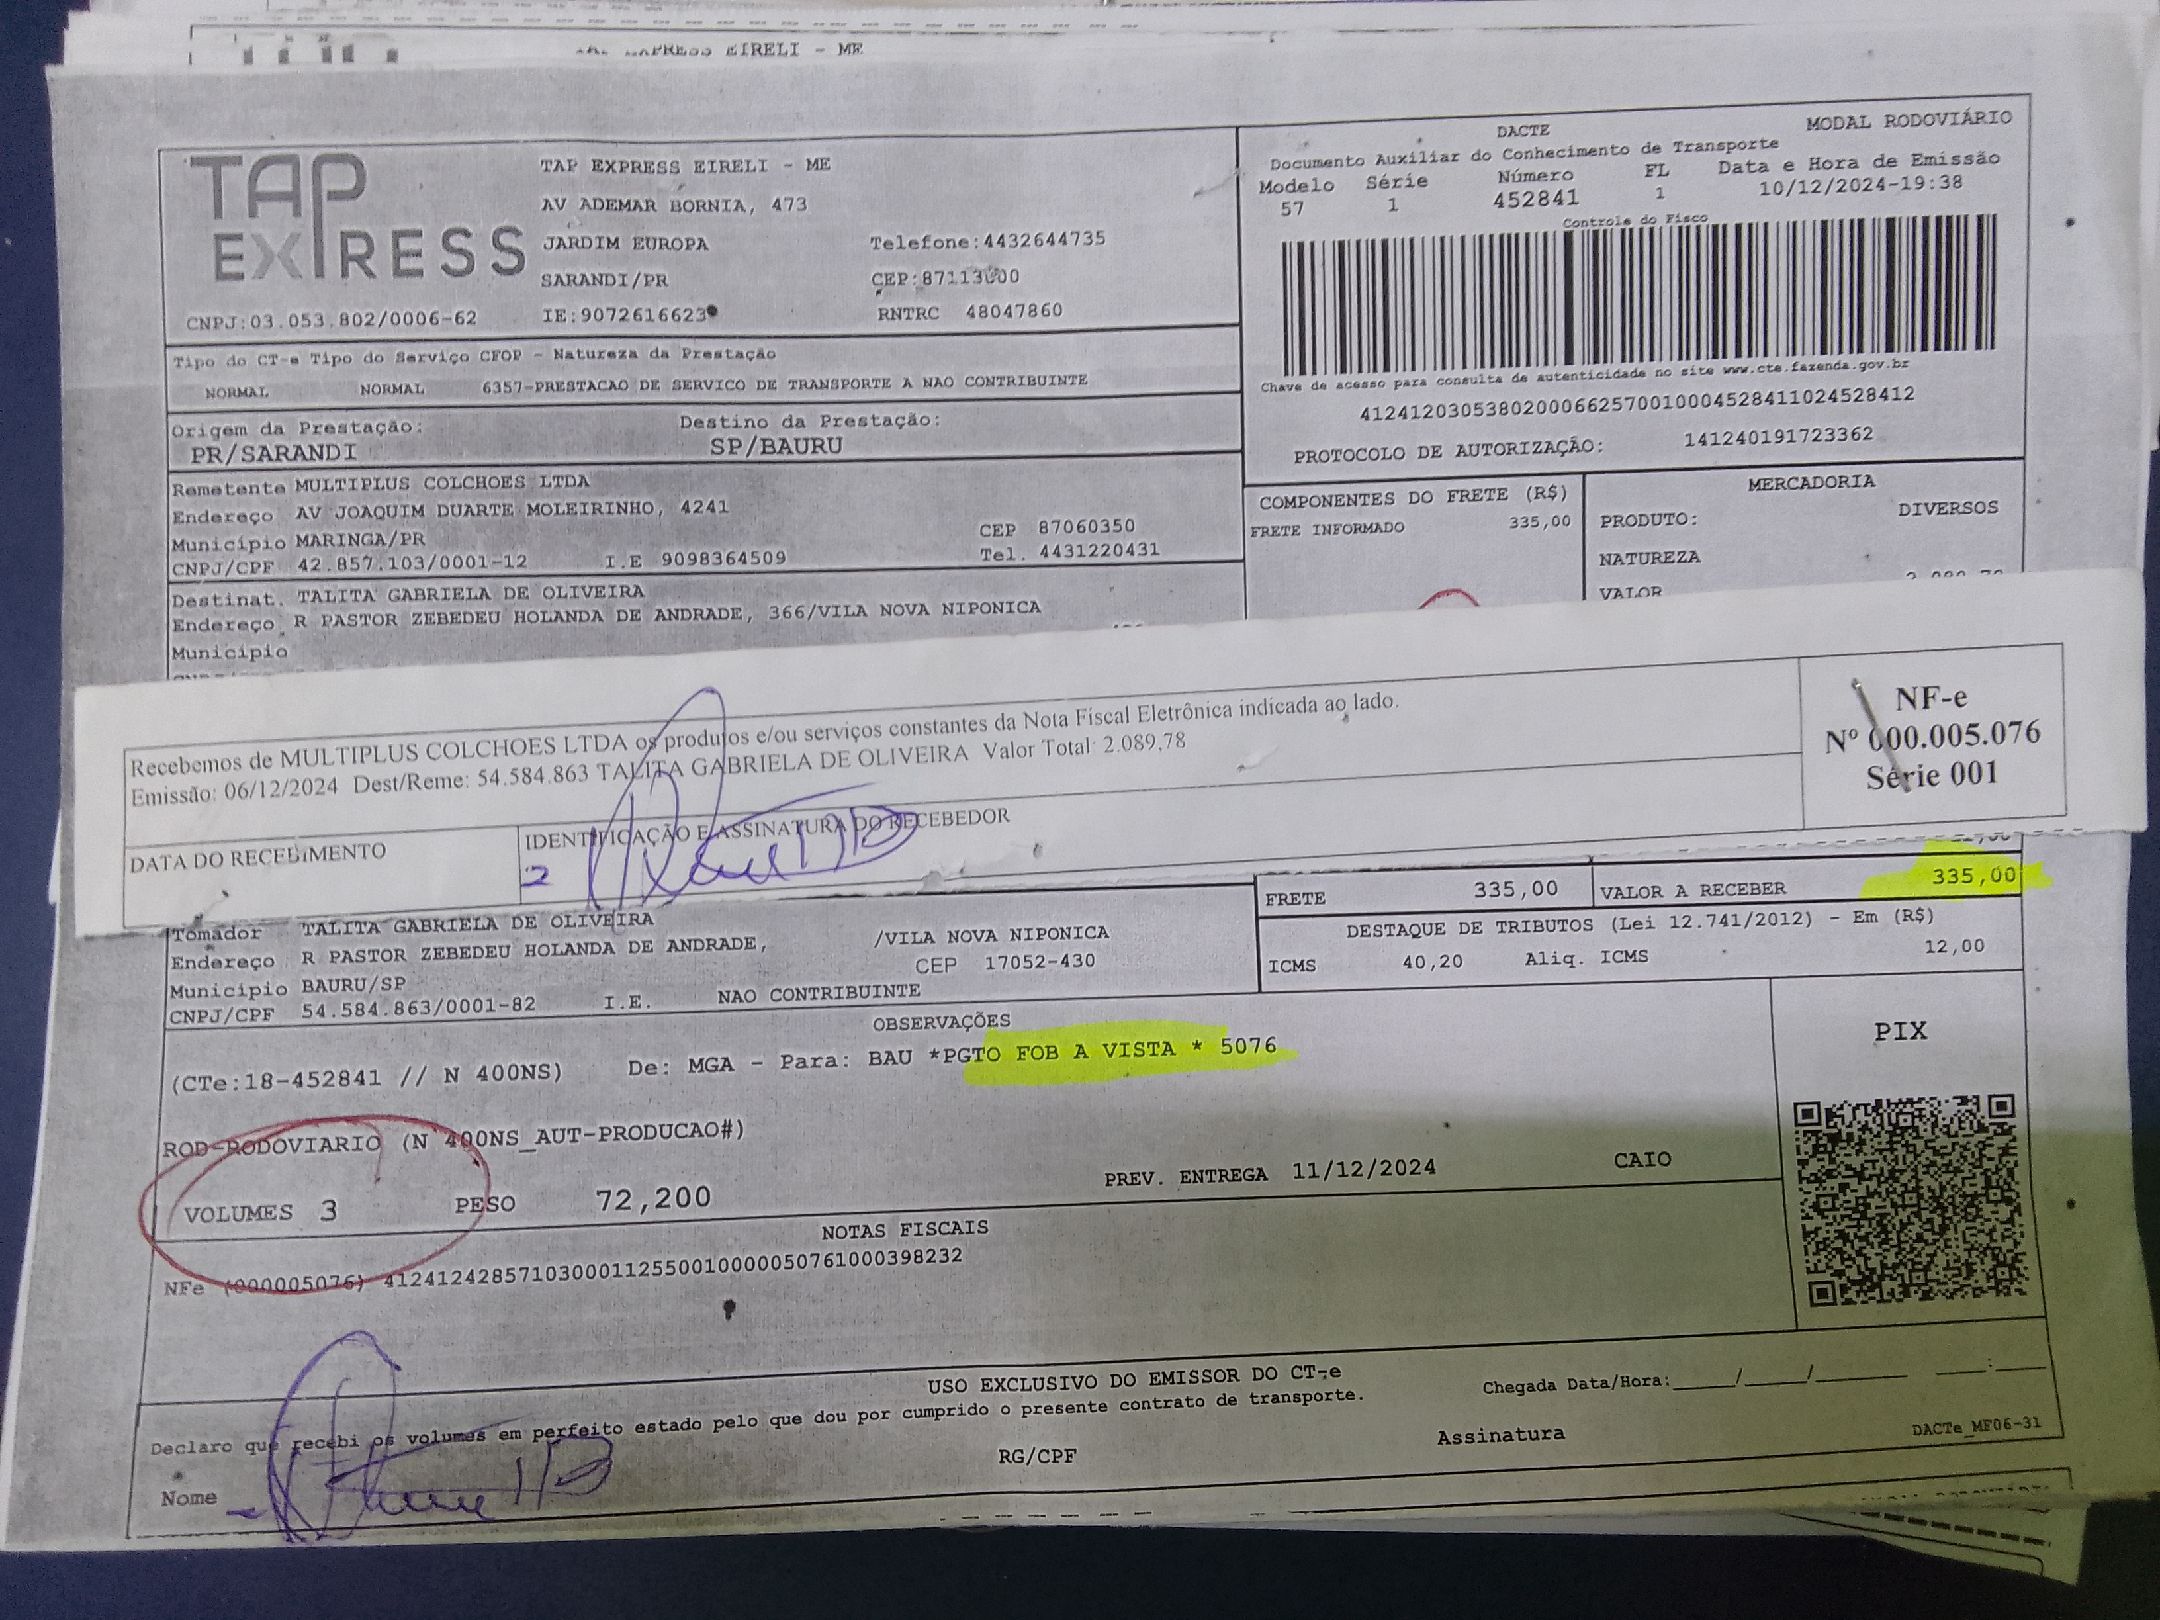 EXPRESS EIRELI - ME
TAP EXPRESS
CNPJ:03.053.802/0006-62
TAP EXPRESS EIRELI - ME
AV ADEMAR BORNIA, 473
JARDIM EUROPA
SARANDI/PR
IE:9072616623
Telefone:4432644735
CEP:87113000
RNTRC 48047860
DACTE
MODAL RODOVIÁRIO
Documento Auxiliar do Conhecimento de Transporte
Modelo Série Número FL Data e Hora de Emissão
57 1 452841 1 10/12/2024-19:38
Controle do Fisco
Chave de acesso para consulta de autenticidade no site www.cte.fazenda.gov.br
41241203053802000662570010004528411024528412
PROTOCOLO DE AUTORIZAÇÃO: 141240191723362
Tipo do CT-e Tipo do Serviço CFOP - Natureza da Prestação
NORMAL NORMAL 6357-PRESTACAO DE SERVICO DE TRANSPORTE A NAO CONTRIBUINTE
Origem da Prestação: Destino da Prestação:
PR/SARANDI SP/BAURU
Remetente MULTIPLUS COLCHOES LTDA
Endereço AV JOAQUIM DUARTE MOLEIRINHO, 4241
Município MARINGA/PR CEP 87060350
CNPJ/CPF 42.857.103/0001-12 I.E 9098364509 Tel. 4431220431
COMPONENTES DO FRETE (R$)
FRETE INFORMADO 335,00
MERCADORIA
PRODUTO: DIVERSOS
NATUREZA
VALOR
Destinat. TALITA GABRIELA DE OLIVEIRA
Endereço R PASTOR ZEBEDEU HOLANDA DE ANDRADE, 366/VILA NOVA NIPONICA
Município
Recebemos de MULTIPLUS COLCHOES LTDA os produtos e/ou serviços constantes da Nota Fiscal Eletrônica indicada ao lado.
Emissão: 06/12/2024 Dest/Reme: 54.584.863 TALITA GABRIELA DE OLIVEIRA Valor Total: 2.089,78
DATA DO RECEBIMENTO
IDENTIFICAÇÃO E ASSINATURA DO RECEBEDOR
NF-e
Nº 000.005.076
Série 001
FRETE 335,00 VALOR A RECEBER 335,00
Tomador TALITA GABRIELA DE OLIVEIRA
Endereço R PASTOR ZEBEDEU HOLANDA DE ANDRADE, /VILA NOVA NIPONICA
Município BAURU/SP CEP 17052-430
CNPJ/CPF 54.584.863/0001-82 I.E. NAO CONTRIBUINTE
DESTAQUE DE TRIBUTOS (Lei 12.741/2012) - Em (R$)
ICMS 40,20 Aliq. ICMS 12,00
OBSERVAÇÕES
(CTe:18-452841 // N 400NS) De: MGA - Para: BAU *PGTO FOB A VISTA * 5076
ROD-RODOVIARIO (N 400NS_AUT-PRODUCAO#)
VOLUMES 3 PESO 72,200 PREV. ENTREGA 11/12/2024 CAIO
PIX
NOTAS FISCAIS
NFe (000005076) 41241242857103000112550010000050761000398232
USO EXCLUSIVO DO EMISSOR DO CT-e
Declaro que recebi os volumes em perfeito estado pelo que dou por cumprido o presente contrato de transporte.
Chegada Data/Hora:_____/_____/_______ ____:____
Nome RG/CPF Assinatura
DACTe_MF06-31